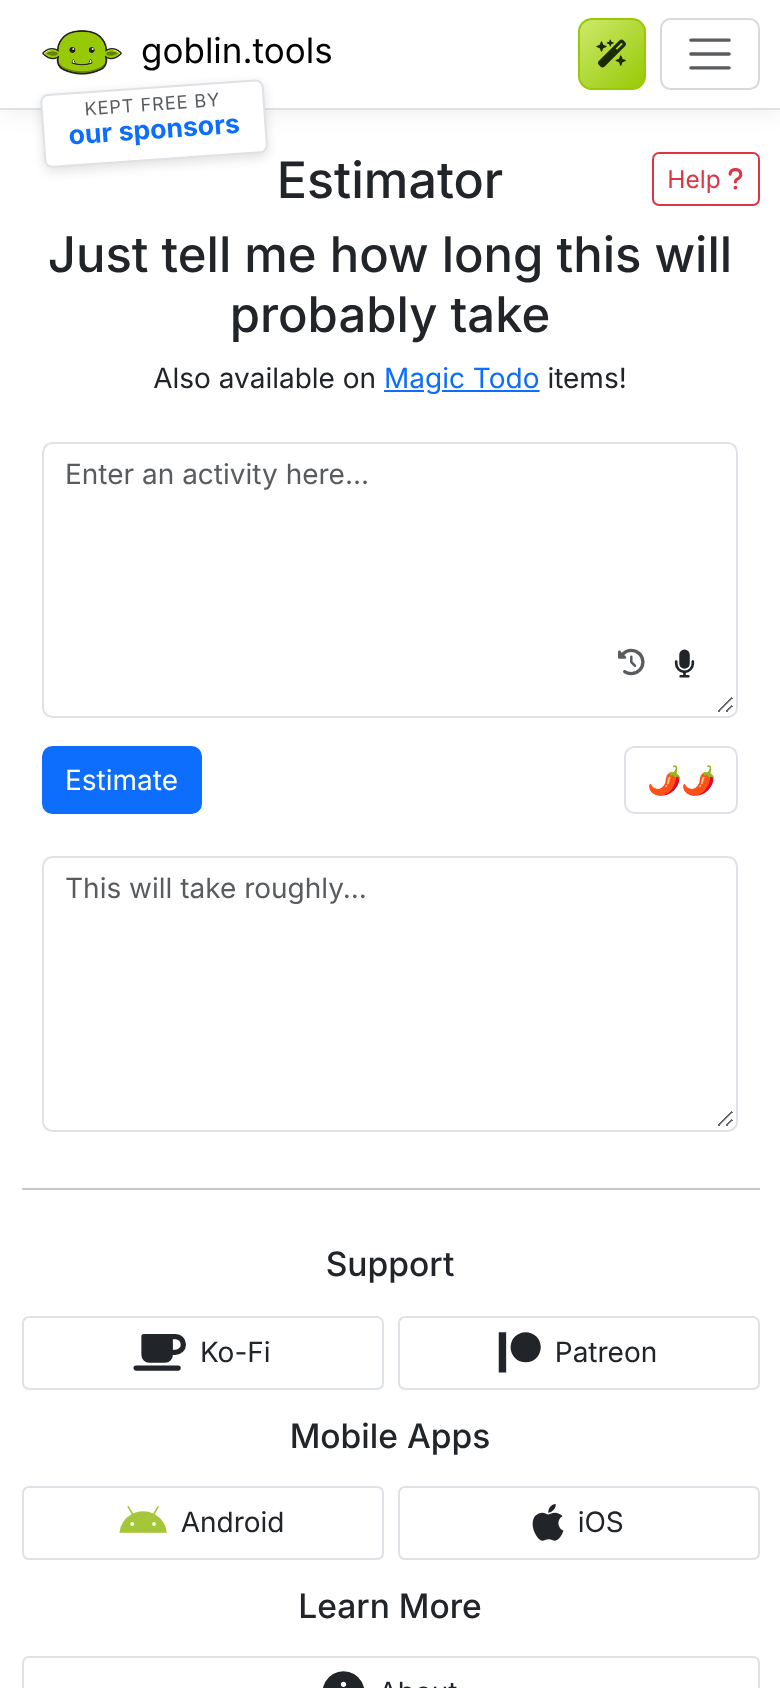 goblin.tools
KEPT FREE BY
our sponsors
Estimator
Help ?
Just tell me how long this will
probably take
Also available on Magic Todo items!
Enter an activity here...
Estimate
This will take roughly...
Support
Ko-Fi
Patreon
Mobile Apps
Android
iOS
Learn More
About